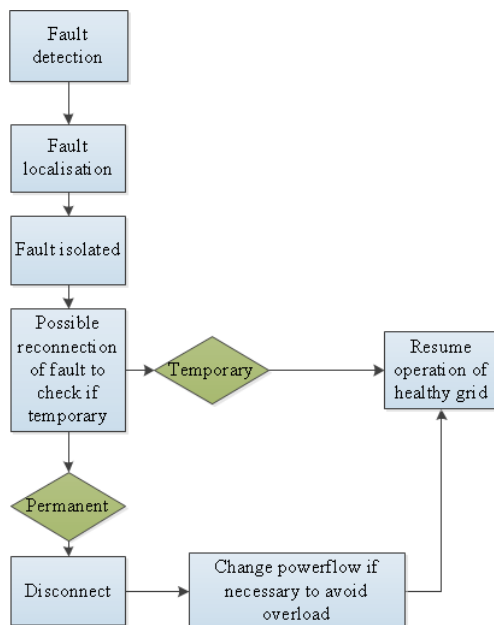 Fault
detection
Fault
localisation
Fault isolated
Possible
reconnection
of fault to
check if
temporary
Temporary
Resume
operation of
healthy grid
Permanent
Disconnect
Change powerflow if
necessary to avoid
overload